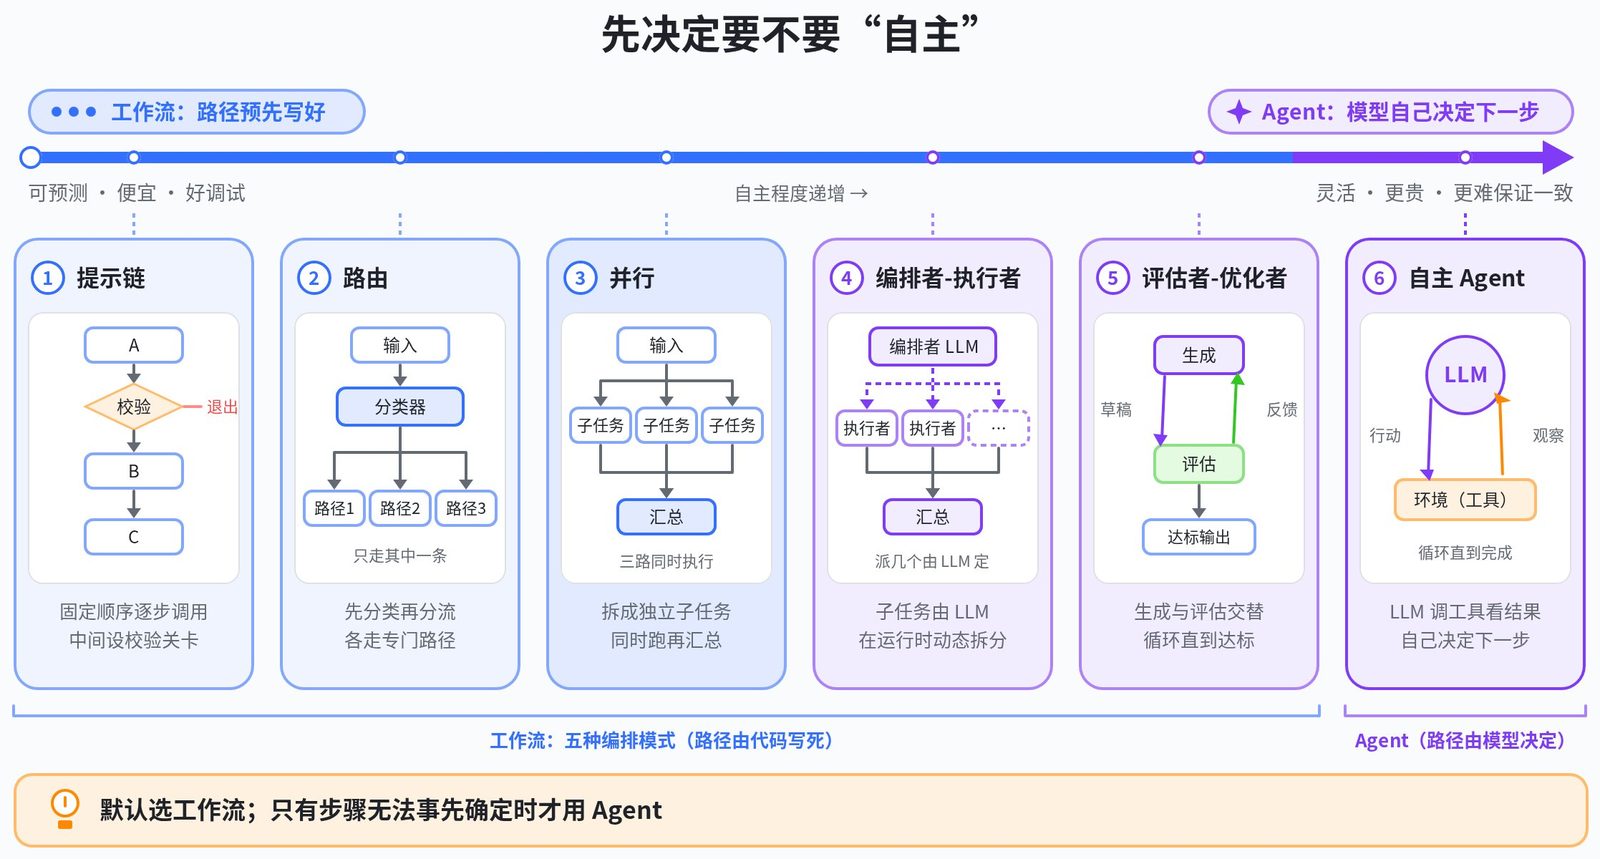 先决定要不要“自主”
工作流：路径预先写好
Agent：模型自己决定下一步
可预测 · 便宜 · 好调试
自主程度递增 →
灵活 · 更贵 · 更难保证一致
1 提示链
A
校验
退出
B
C
固定顺序逐步调用
中间设校验关卡
2 路由
输入
分类器
路径1 路径2 路径3
只走其中一条
先分类再分流
各走专门路径
3 并行
输入
子任务 子任务 子任务
汇总
三路同时执行
拆成独立子任务
同时跑再汇总
4 编排者-执行者
编排者 LLM
执行者 执行者 ···
汇总
派几个由 LLM 定
子任务由 LLM
在运行时动态拆分
5 评估者-优化者
生成
草稿
反馈
评估
达标输出
生成与评估交替
循环直到达标
6 自主 Agent
LLM
行动
观察
环境（工具）
循环直到完成
LLM 调工具看结果
自己决定下一步
工作流：五种编排模式（路径由代码写死）
Agent（路径由模型决定）
默认选工作流；只有步骤无法事先确定时才用 Agent